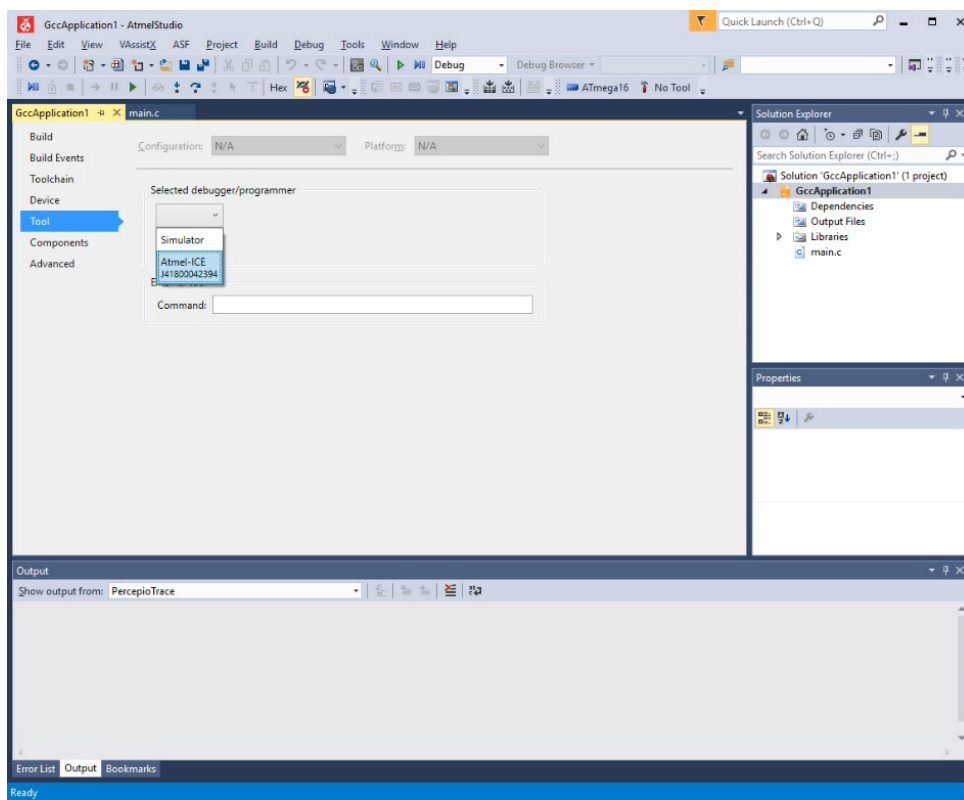 GccApplication1 - AtmelStudio
Quick Launch (Ctrl+Q)
File Edit View VAssistX ASF Project Build Debug Tools Window Help
Debug Debug Browser
Hex ATmega16 No Tool
GccApplication1 main.c
Build
Build Events
Toolchain
Device
Tool
Components
Advanced
Configuration: N/A Platform: N/A
Selected debugger/programmer
Simulator
Atmel-ICE
J41800042394
Command:
Solution Explorer
Search Solution Explorer (Ctrl+;)
Solution 'GccApplication1' (1 project)
GccApplication1
Dependencies
Output Files
Libraries
main.c
Properties
Output
Show output from: PercepioTrace
Error List Output Bookmarks
Ready